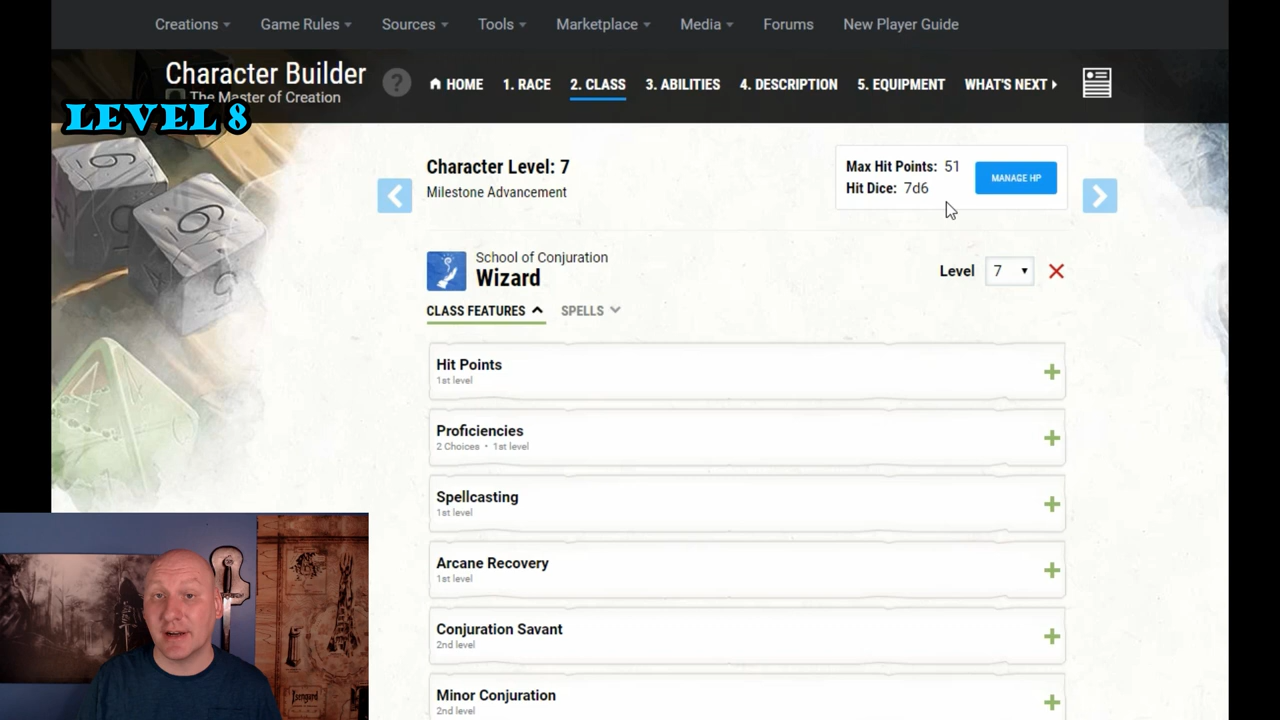 Creations Game Rules Sources Tools Marketplace Media Forums New Player Guide
Character Builder
The Master of Creation
? HOME 1. RACE 2. CLASS 3. ABILITIES 4. DESCRIPTION 5. EQUIPMENT WHAT'S NEXT
LEVEL 8
Character Level: 7
Milestone Advancement
Max Hit Points: 51
Hit Dice: 7d6
MANAGE HP
School of Conjuration
Wizard
Level 7
CLASS FEATURES SPELLS
Hit Points
1st level
Proficiencies
2 Choices • 1st level
Spellcasting
1st level
Arcane Recovery
1st level
Conjuration Savant
2nd level
Minor Conjuration
2nd level
Isengard